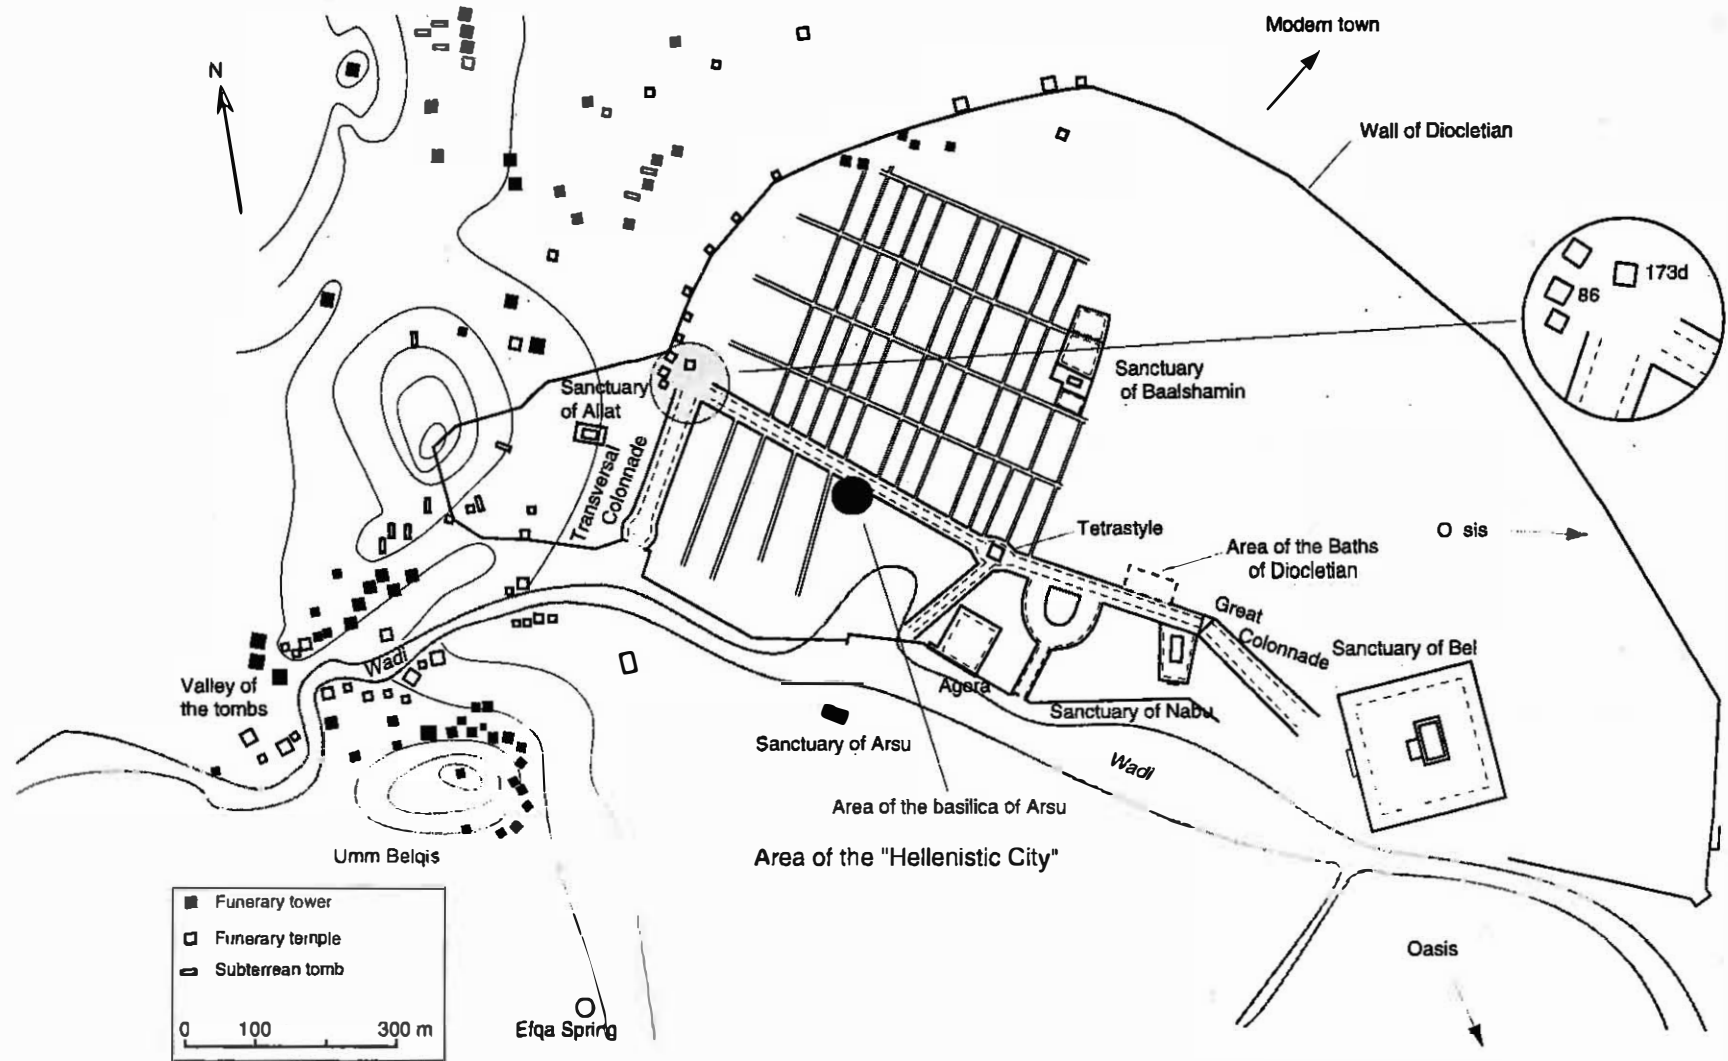 Modern town
N
Wall of Diocletian
173d
86
Sanctuary
of Baalshamin
Sanctuary
of Allat
Transversal
Colonnade
Tetrastyle
O sis
Area of the Baths
of Diocletian
Great
Colonnade
Sanctuary of Bel
Wadi
Valley of
the tombs
Agora
Sanctuary of Nabu
Sanctuary of Arsu
Wadi
Area of the basilica of Arsu
Umm Belqis
Area of the "Hellenistic City"
Funerary tower
Funerary temple
Subterrean tomb
0 100 300 m
Efqa Spring
Oasis